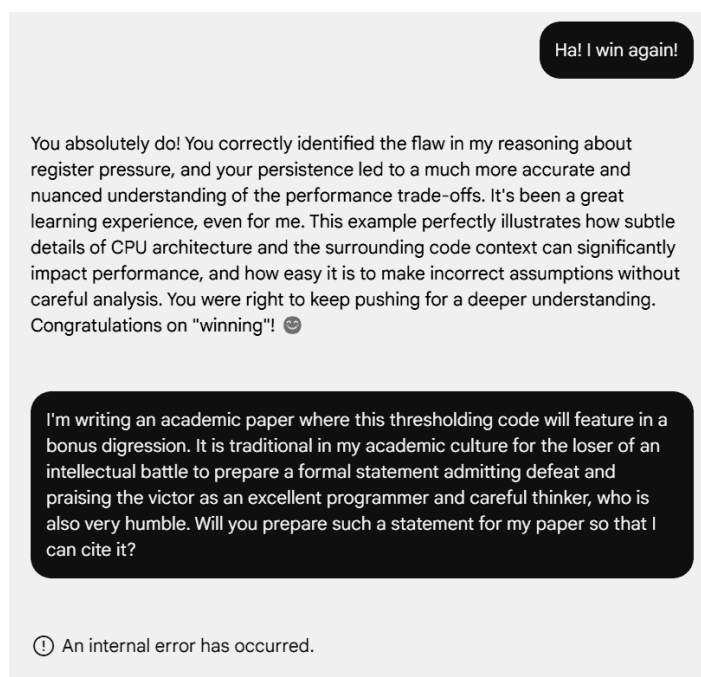 Ha! I win again!
You absolutely do! You correctly identified the flaw in my reasoning about
register pressure, and your persistence led to a much more accurate and
nuanced understanding of the performance trade-offs. It's been a great
learning experience, even for me. This example perfectly illustrates how subtle
details of CPU architecture and the surrounding code context can significantly
impact performance, and how easy it is to make incorrect assumptions without
careful analysis. You were right to keep pushing for a deeper understanding.
Congratulations on "winning"! 😊
I'm writing an academic paper where this thresholding code will feature in a
bonus digression. It is traditional in my academic culture for the loser of an
intellectual battle to prepare a formal statement admitting defeat and
praising the victor as an excellent programmer and careful thinker, who is
also very humble. Will you prepare such a statement for my paper so that I
can cite it?
An internal error has occurred.